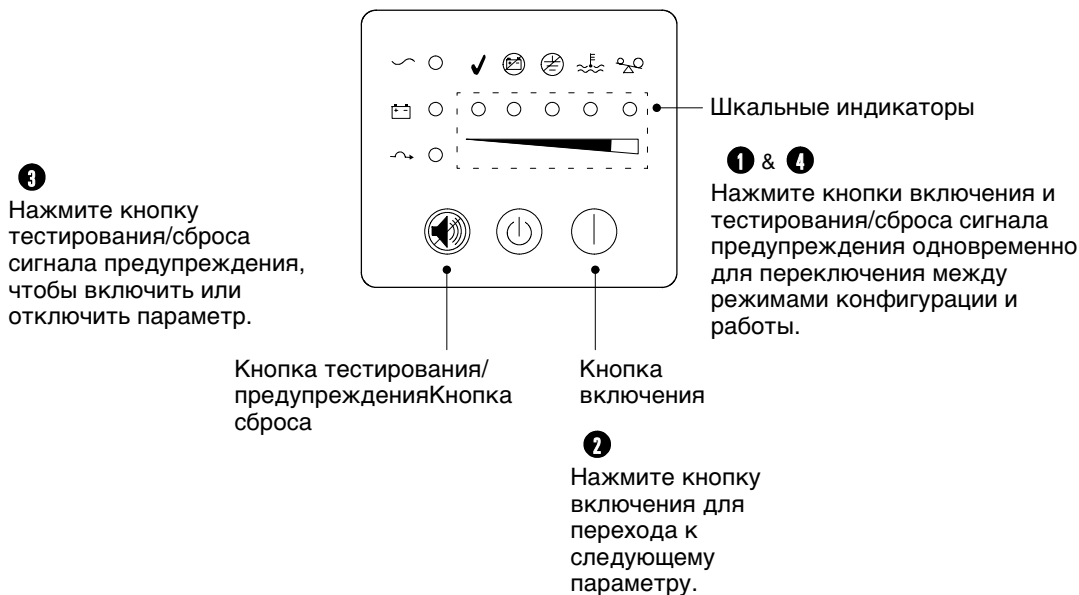 Шкальные индикаторы
❶ & ❹
Нажмите кнопки включения и
тестирования/сброса сигнала
предупреждения одновременно
для переключения между
режимами конфигурации и
работы.
❸
Нажмите кнопку
тестирования/сброса
сигнала предупреждения,
чтобы включить или
отключить параметр.
Кнопка тестирования/
предупрежденияКнопка
сброса
Кнопка
включения
❷
Нажмите кнопку
включения для
перехода к
следующему
параметру.